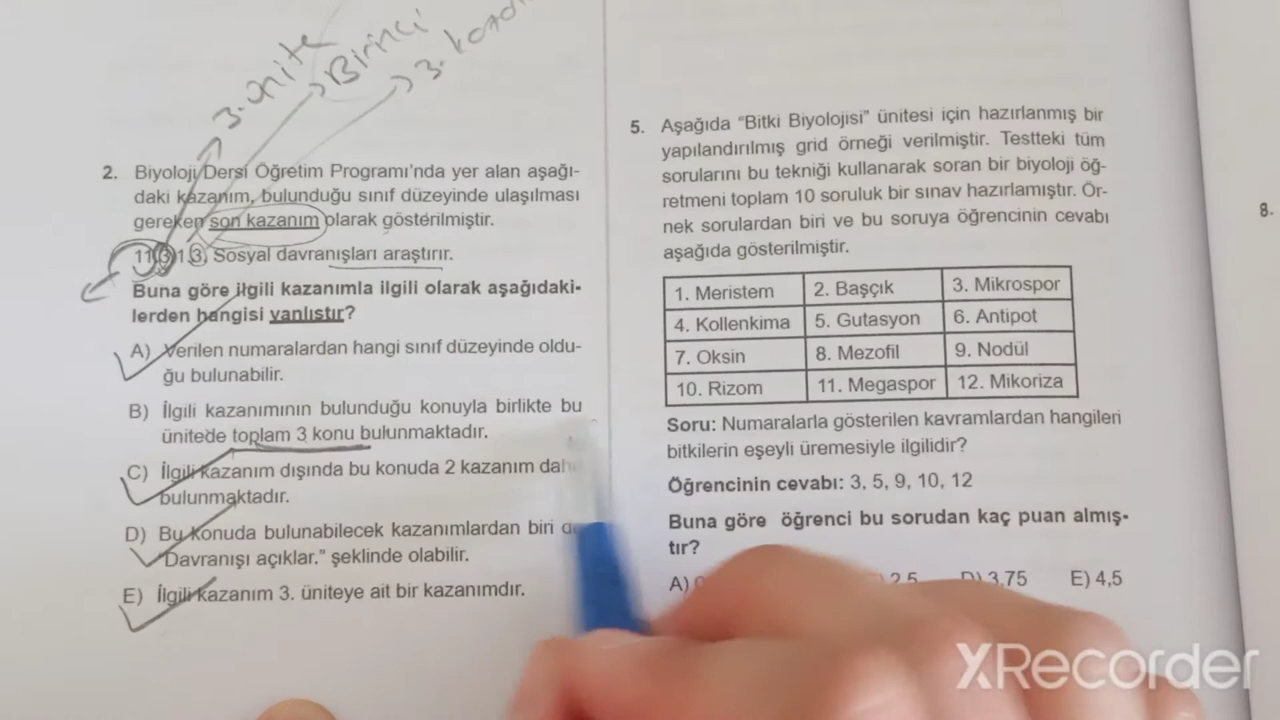 3. ünite
Birinci
2. Biyoloji Dersi Öğretim Programı'nda yer alan aşağı-
daki kazanım, bulunduğu sınıf düzeyinde ulaşılması
gereken son kazanım olarak gösterilmiştir.
11.3.1.3. Sosyal davranışları araştırır.
Buna göre ilgili kazanımla ilgili olarak aşağıdaki-
lerden hangisi yanlıştır?
A) Verilen numaralardan hangi sınıf düzeyinde oldu-
ğu bulunabilir.
B) İlgili kazanımının bulunduğu konuyla birlikte bu
ünitede toplam 3 konu bulunmaktadır.
C) İlgili kazanım dışında bu konuda 2 kazanım
bulunmaktadır.
D) Bu konuda bulunabilecek kazanımlardan biri
"Davranışı açıklar." şeklinde olabilir.
E) İlgili kazanım 3. üniteye ait bir kazanımdır.
5. Aşağıda "Bitki Biyolojisi" ünitesi için hazırlanmış bir
yapılandırılmış grid örneği verilmiştir. Testteki tüm
sorularını bu tekniği kullanarak soran bir biyoloji öğ-
retmeni toplam 10 soruluk bir sınav hazırlamıştır. Ör-
nek sorulardan biri ve bu soruya öğrencinin cevabı
aşağıda gösterilmiştir.
1. Meristem 2. Başçık 3. Mikrospor
4. Kollenkima 5. Gutasyon 6. Antipot
7. Oksin 8. Mezofil 9. Nodül
10. Rizom 11. Megaspor 12. Mikoriza
Soru: Numaralarla gösterilen kavramlardan hangileri
bitkilerin eşeyli üremesiyle ilgilidir?
Öğrencinin cevabı: 3, 5, 9, 10, 12
Buna göre öğrenci bu sorudan kaç puan almış-
tır?
A) 2,5 D) 3,75 E) 4,5
8.
XRecorder